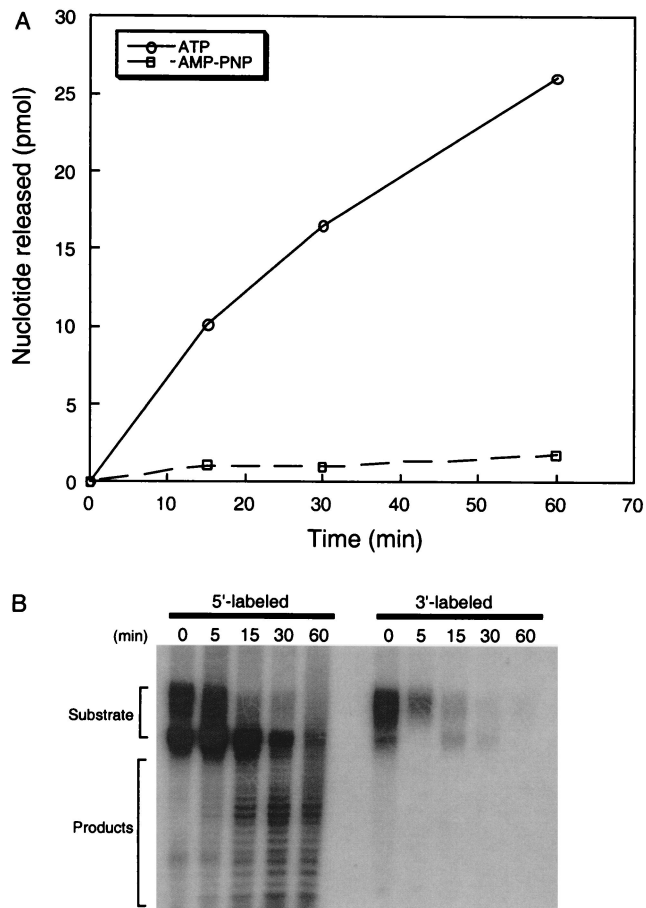 A
30
25
20
15
10
5
0
Nuclotide released (pmol)
ATP
AMP-PNP
0 10 20 30 40 50 60 70
Time (min)
B
5'-labeled 3'-labeled
(min) 0 5 15 30 60 0 5 15 30 60
Substrate
Products